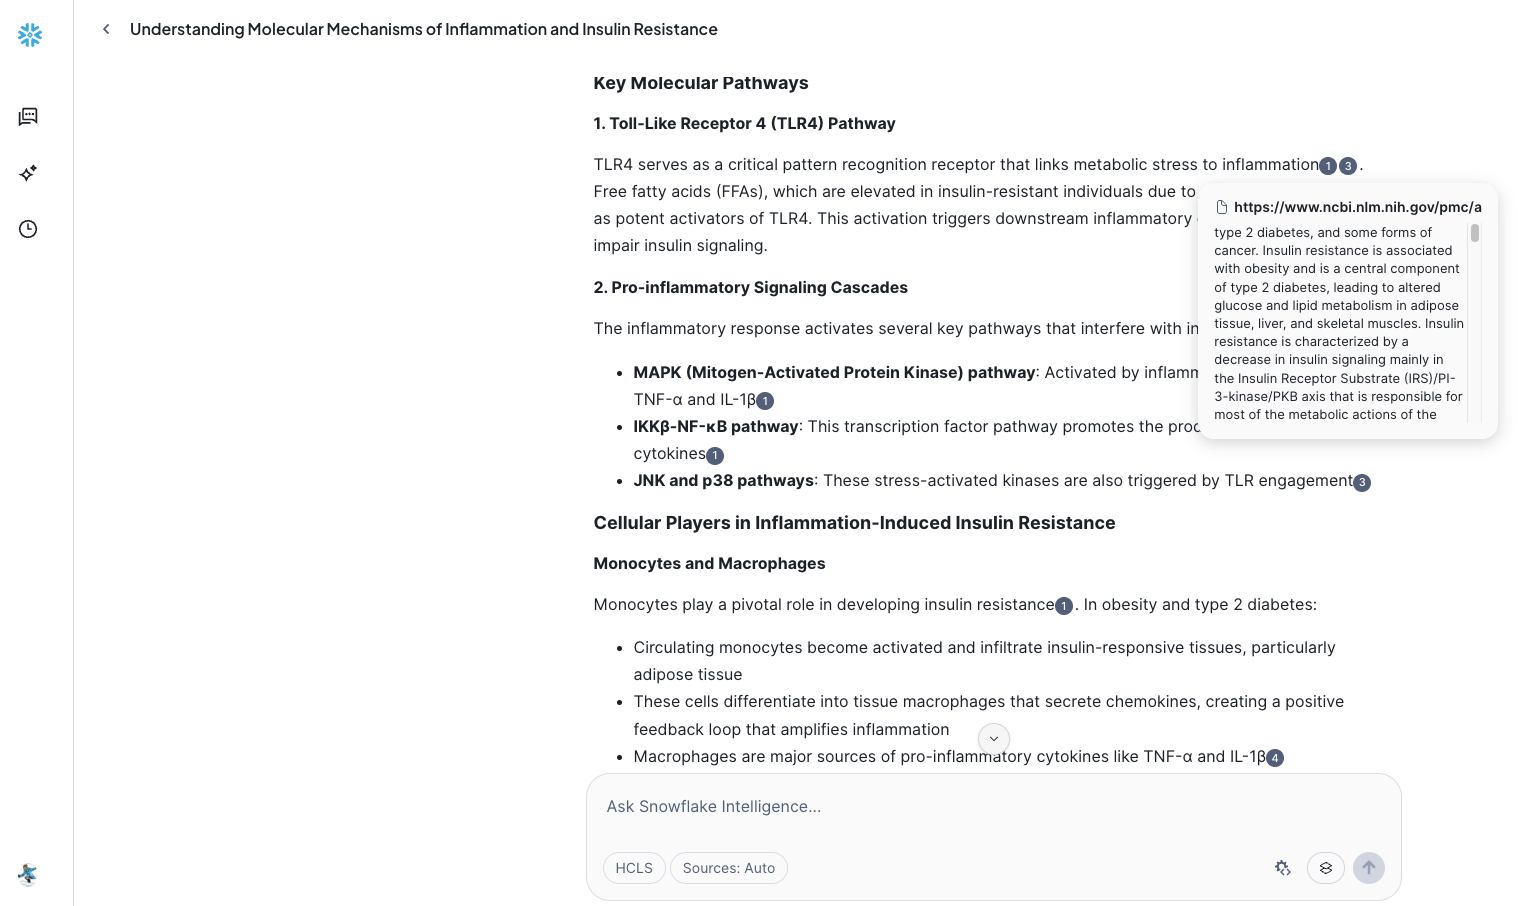 Understanding Molecular Mechanisms of Inflammation and Insulin Resistance
Key Molecular Pathways
1. Toll-Like Receptor 4 (TLR4) Pathway
TLR4 serves as a critical pattern recognition receptor that links metabolic stress to inflammation 1 3 .
Free fatty acids (FFAs), which are elevated in insulin-resistant individuals due to
as potent activators of TLR4. This activation triggers downstream inflammatory
impair insulin signaling.
https://www.ncbi.nlm.nih.gov/pmc/a
type 2 diabetes, and some forms of
cancer. Insulin resistance is associated
with obesity and is a central component
of type 2 diabetes, leading to altered
glucose and lipid metabolism in adipose
tissue, liver, and skeletal muscles. Insulin
resistance is characterized by a
decrease in insulin signaling mainly in
the Insulin Receptor Substrate (IRS)/PI-
3-kinase/PKB axis that is responsible for
most of the metabolic actions of the
2. Pro-inflammatory Signaling Cascades
The inflammatory response activates several key pathways that interfere with in
• MAPK (Mitogen-Activated Protein Kinase) pathway: Activated by inflamm
TNF-α and IL-1β 1
• IKKβ-NF-κB pathway: This transcription factor pathway promotes the proc
cytokines 1
• JNK and p38 pathways: These stress-activated kinases are also triggered by TLR engagement 3
Cellular Players in Inflammation-Induced Insulin Resistance
Monocytes and Macrophages
Monocytes play a pivotal role in developing insulin resistance 1 . In obesity and type 2 diabetes:
• Circulating monocytes become activated and infiltrate insulin-responsive tissues, particularly
adipose tissue
• These cells differentiate into tissue macrophages that secrete chemokines, creating a positive
feedback loop that amplifies inflammation
• Macrophages are major sources of pro-inflammatory cytokines like TNF-α and IL-1β 4
Ask Snowflake Intelligence...
HCLS
Sources: Auto